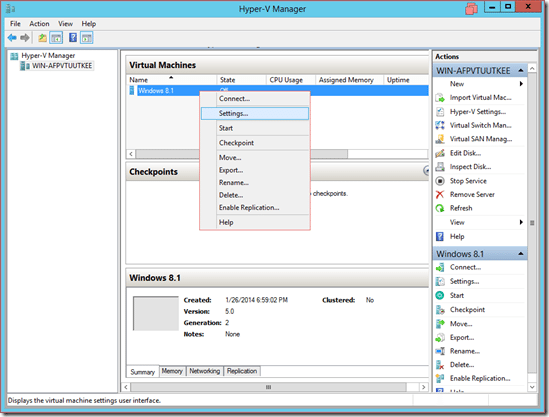 Hyper-V Manager
File Action View Help
Hyper-V Manager
WIN-AFPVTUUTKEE
Virtual Machines
Name State CPU Usage Assigned Memory Uptime
Windows 8.1 Off
Connect...
Settings...
Start
Checkpoint
Move...
Export...
Rename...
Delete...
Enable Replication...
Help
Checkpoints
checkpoints.
Windows 8.1
Created: 1/26/2014 6:59:02 PM Clustered: No
Version: 5.0
Generation: 2
Notes: None
Summary Memory Networking Replication
Actions
WIN-AFPVTUUTKEE
New
Import Virtual Mac...
Hyper-V Settings...
Virtual Switch Man...
Virtual SAN Manag...
Edit Disk...
Inspect Disk...
Stop Service
Remove Server
Refresh
View
Help
Windows 8.1
Connect...
Settings...
Start
Checkpoint
Move...
Export...
Rename...
Delete...
Enable Replication...
Help
Displays the virtual machine settings user interface.